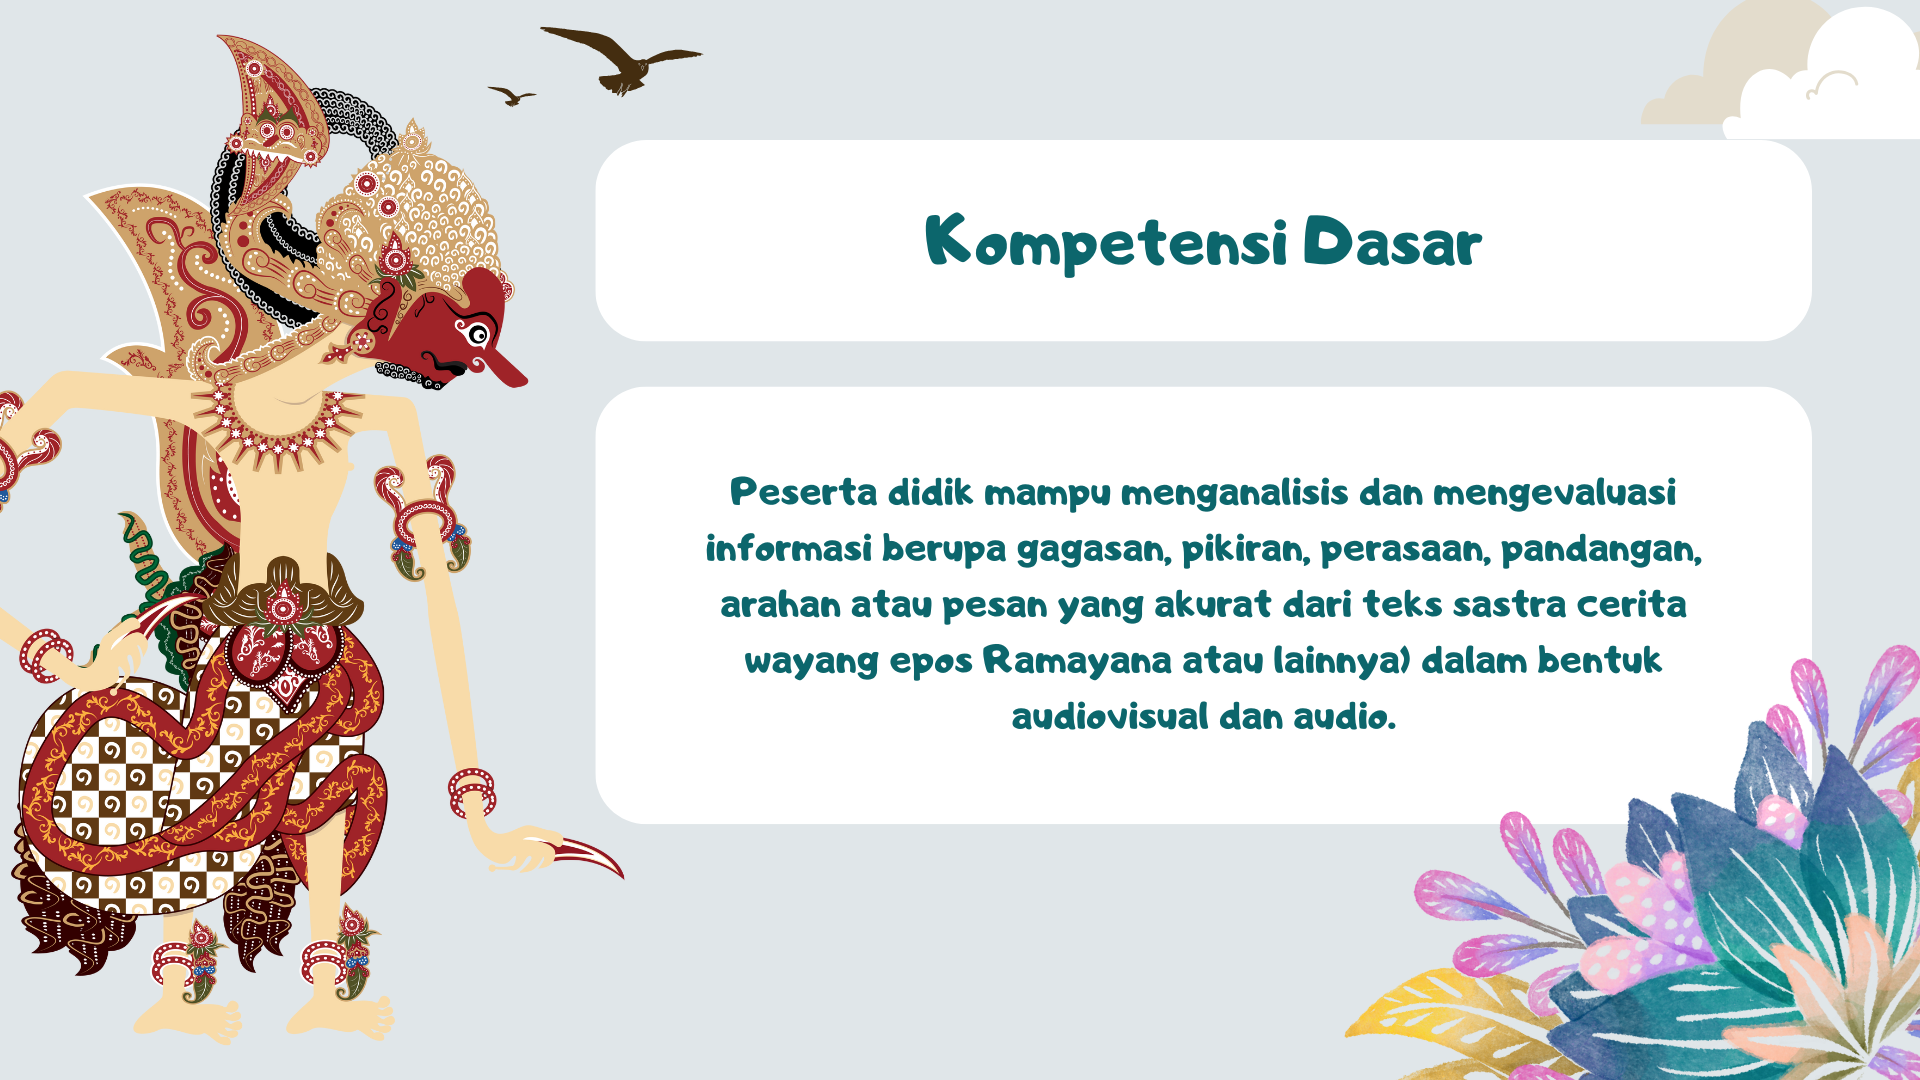 Kompetensi Dasar
Peserta didik mampu menganalisis dan mengevaluasi
informasi berupa gagasan, pikiran, perasaan, pandangan,
arahan atau pesan yang akurat dari teks sastra cerita
wayang epos Ramayana atau lainnya) dalam bentuk
audiovisual dan audio.